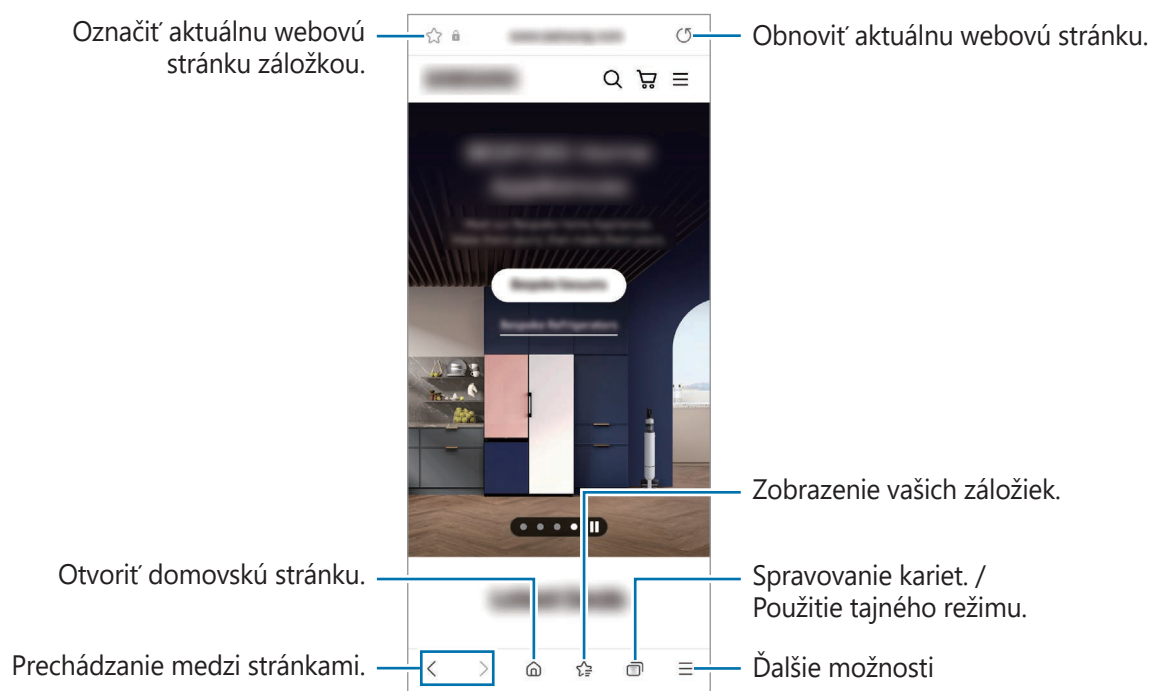 Označiť aktuálnu webovú
stránku záložkou.
Obnoviť aktuálnu webovú stránku.
Zobrazenie vašich záložiek.
Otvoriť domovskú stránku.
Spravovanie kariet. /
Použitie tajného režimu.
Prechádzanie medzi stránkami.
Ďalšie možnosti